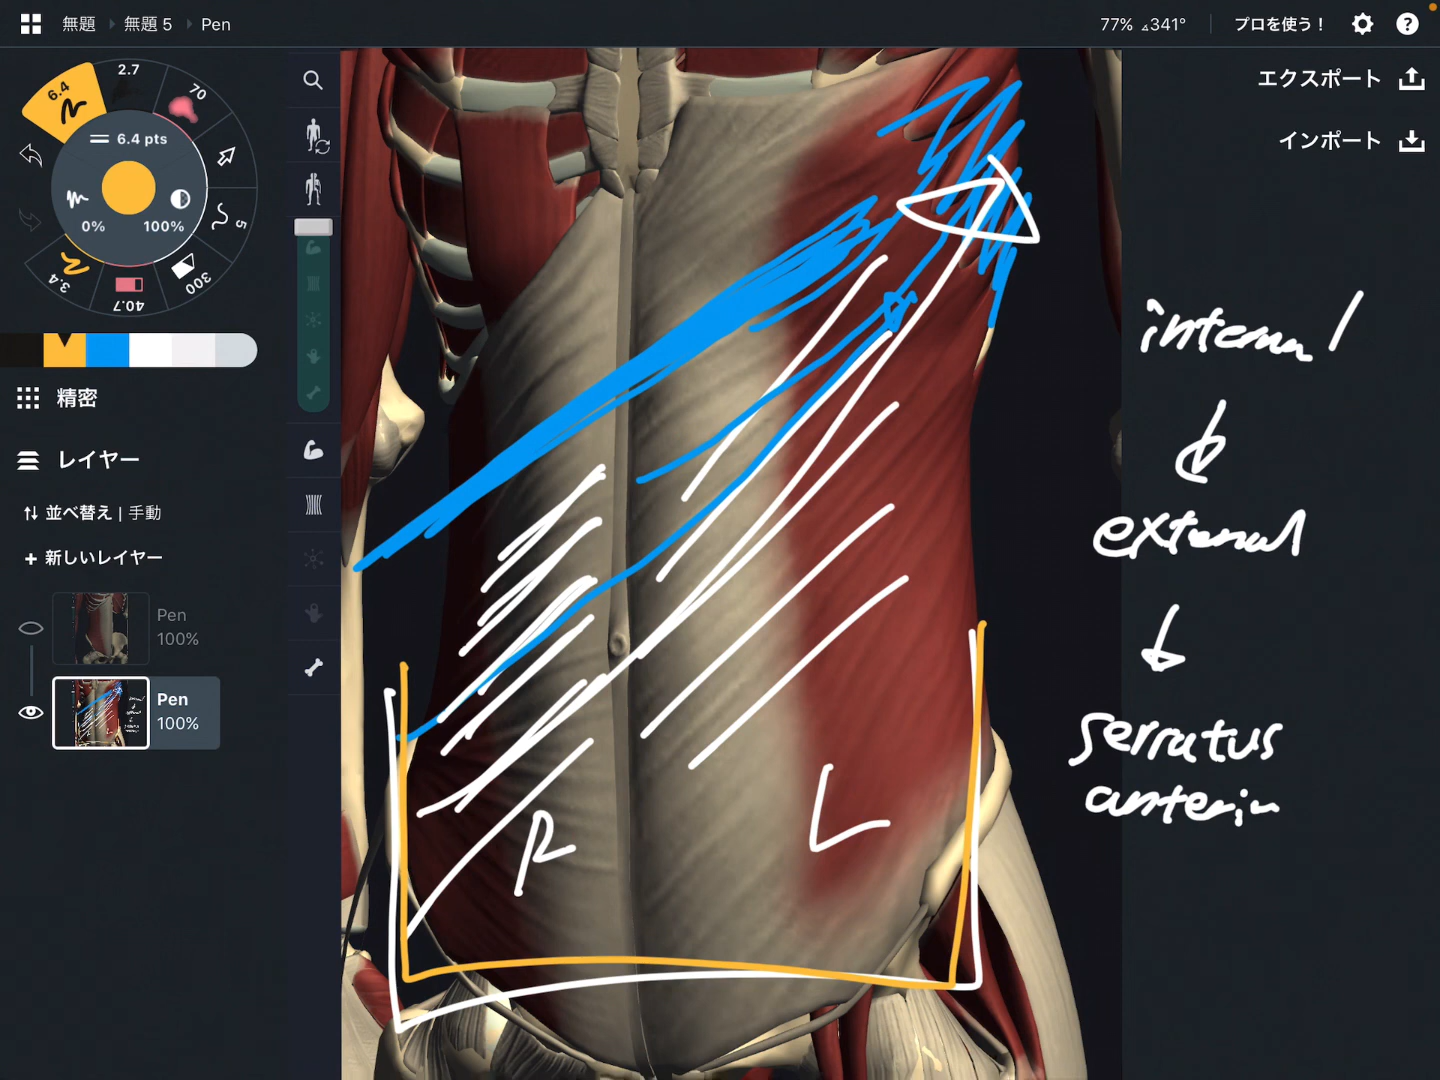 無題 無題 5 Pen
77% ⊿341°
プロを使う！
?
エクスポート
インポート
2.7
6.4
70
6.4 pts
0% 100%
5
3.4
40.7
300
精密
レイヤー
並べ替え | 手動
+ 新しいレイヤー
Pen
100%
Pen
100%
internal
external
serratus
anterior
R
L